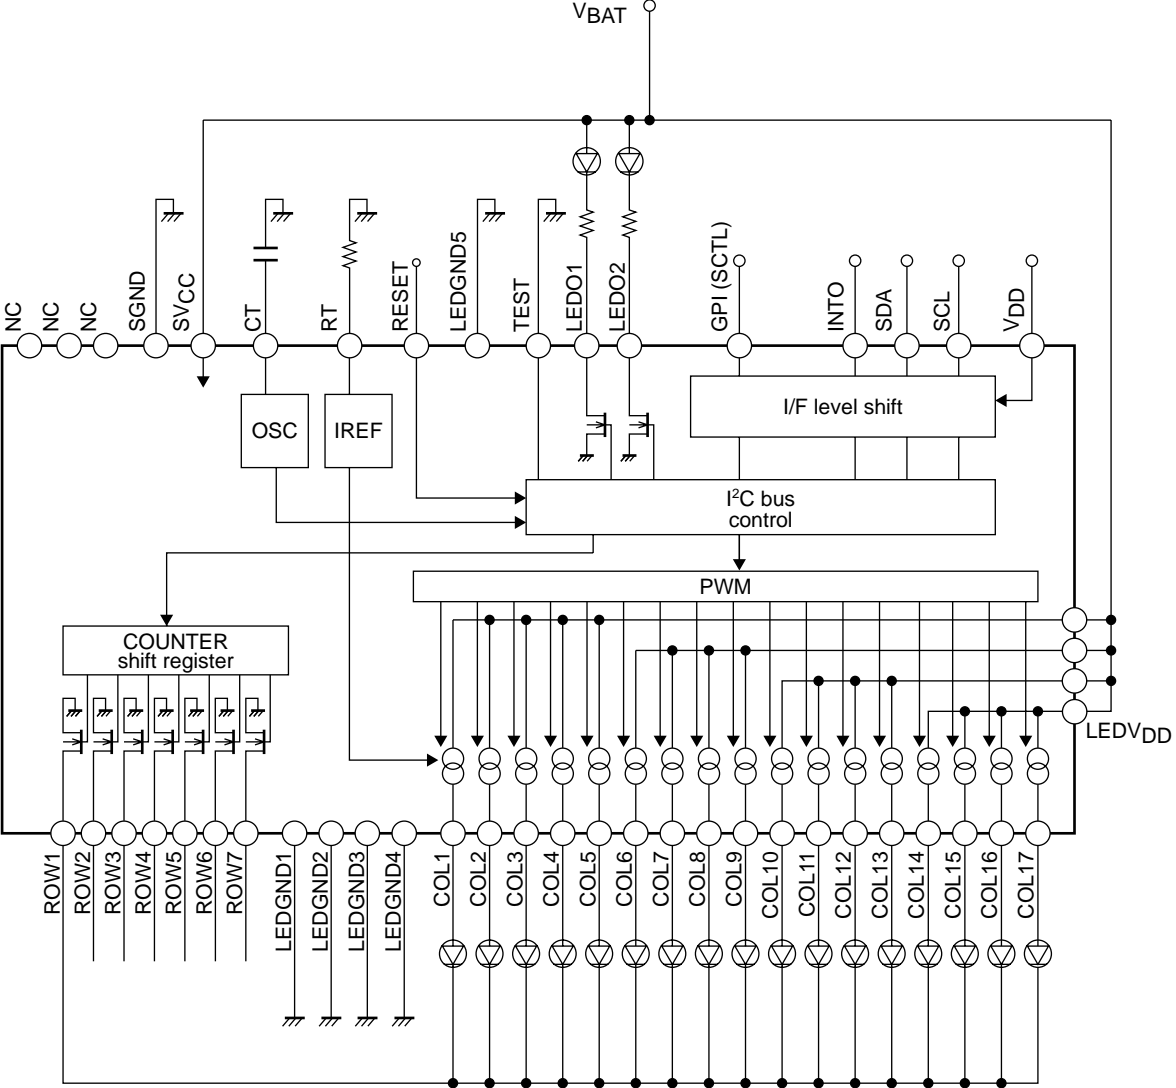 VBAT
NC
NC
NC
SGND
SVCC
CT
RT
RESET
LEDGND5
TEST
LEDO1
LEDO2
GPI (SCTL)
INTO
SDA
SCL
VDD
OSC
IREF
I/F level shift
I²C bus
control
PWM
COUNTER
shift register
LEDVDD
ROW1
ROW2
ROW3
ROW4
ROW5
ROW6
ROW7
LEDGND1
LEDGND2
LEDGND3
LEDGND4
COL1
COL2
COL3
COL4
COL5
COL6
COL7
COL8
COL9
COL10
COL11
COL12
COL13
COL14
COL15
COL16
COL17